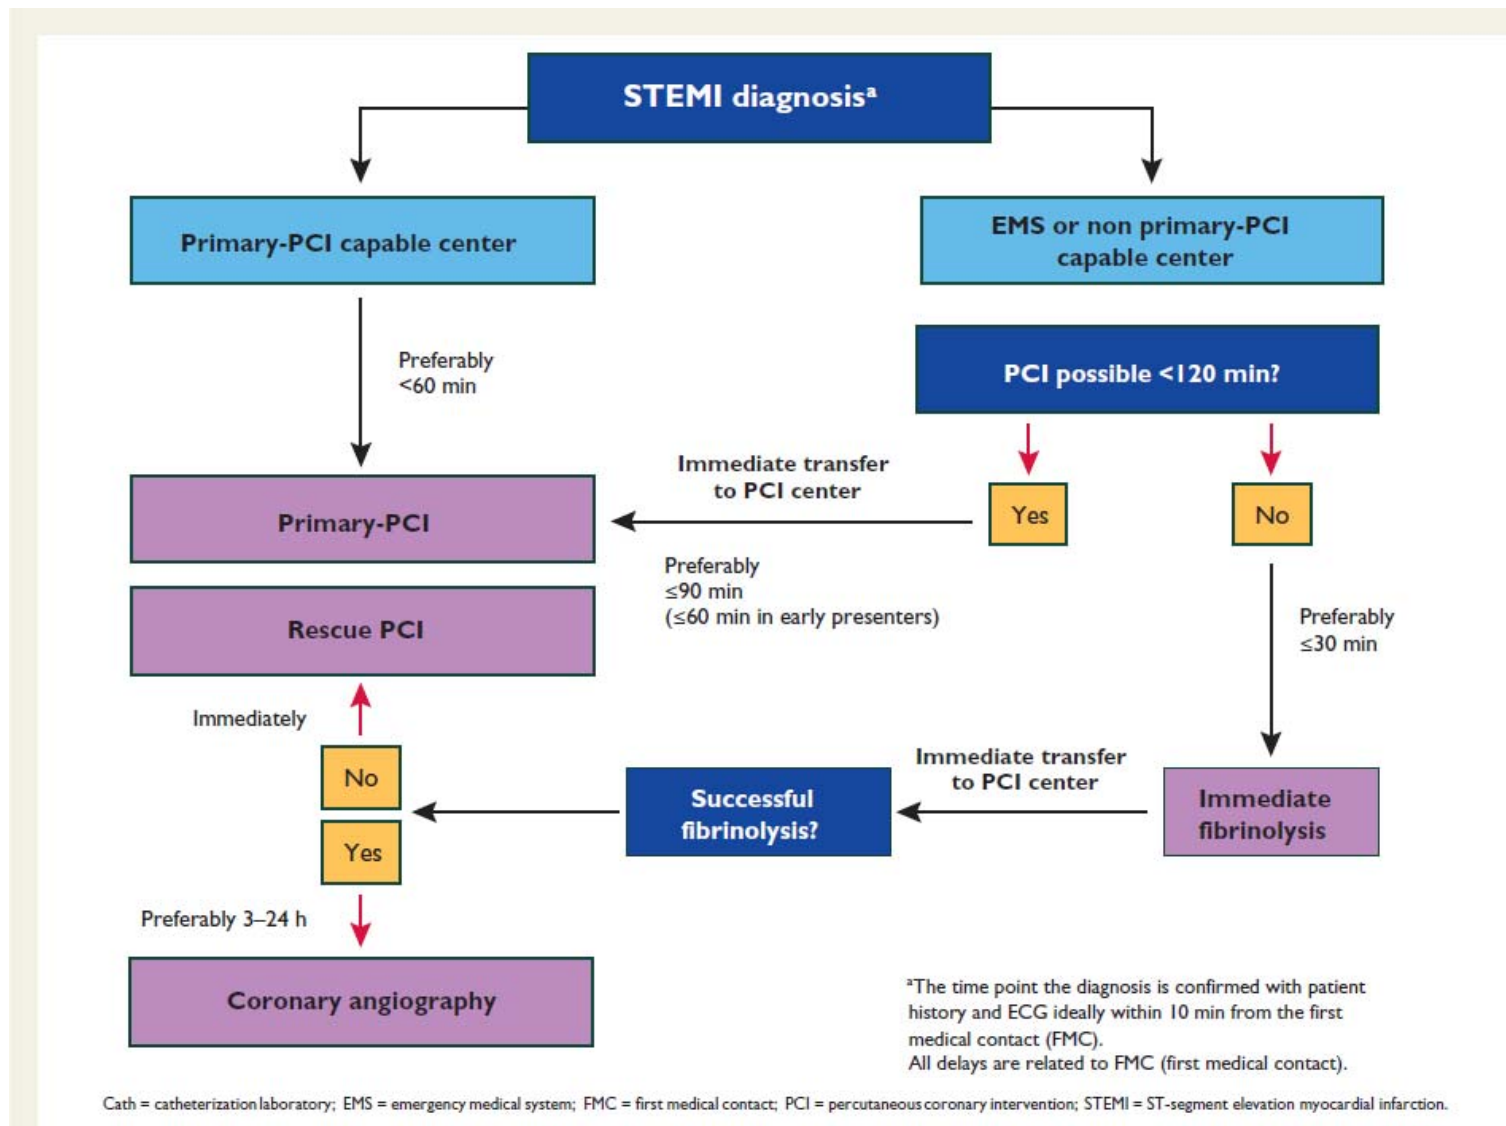 STEMI diagnosisᵃ
Primary-PCI capable center
EMS or non primary-PCI
capable center
Preferably
<60 min
PCI possible <120 min?
Immediate transfer
to PCI center
Yes
No
Primary-PCI
Preferably
≤90 min
(≤60 min in early presenters)
Rescue PCI
Preferably
≤30 min
Immediately
No
Yes
Successful
fibrinolysis?
Immediate transfer
to PCI center
Immediate
fibrinolysis
Preferably 3–24 h
Coronary angiography
ᵃThe time point the diagnosis is confirmed with patient
history and ECG ideally within 10 min from the first
medical contact (FMC).
All delays are related to FMC (first medical contact).
Cath = catheterization laboratory; EMS = emergency medical system; FMC = first medical contact; PCI = percutaneous coronary intervention; STEMI = ST-segment elevation myocardial infarction.